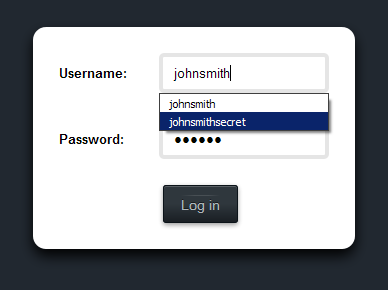 Username: johnsmith
johnsmith
johnsmithsecret
Password: ••••••
Log in